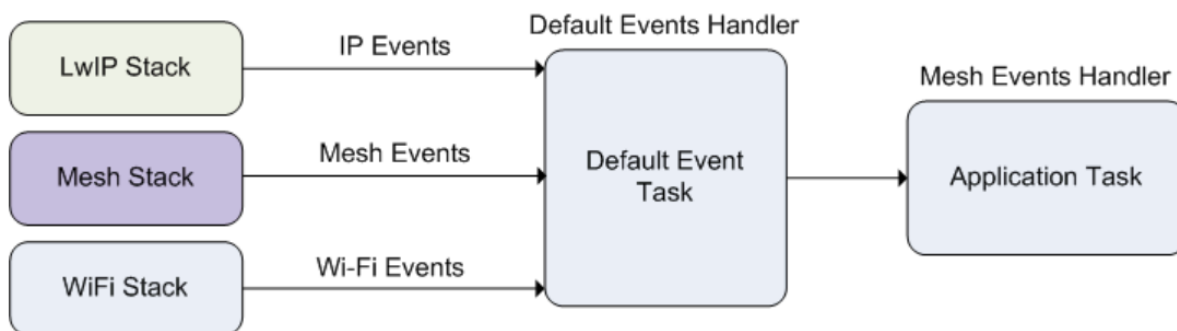 Default Events Handler
LwIP Stack
IP Events
Mesh Events Handler
Mesh Stack
Mesh Events
Default Event
Task
Application Task
WiFi Stack
Wi-Fi Events